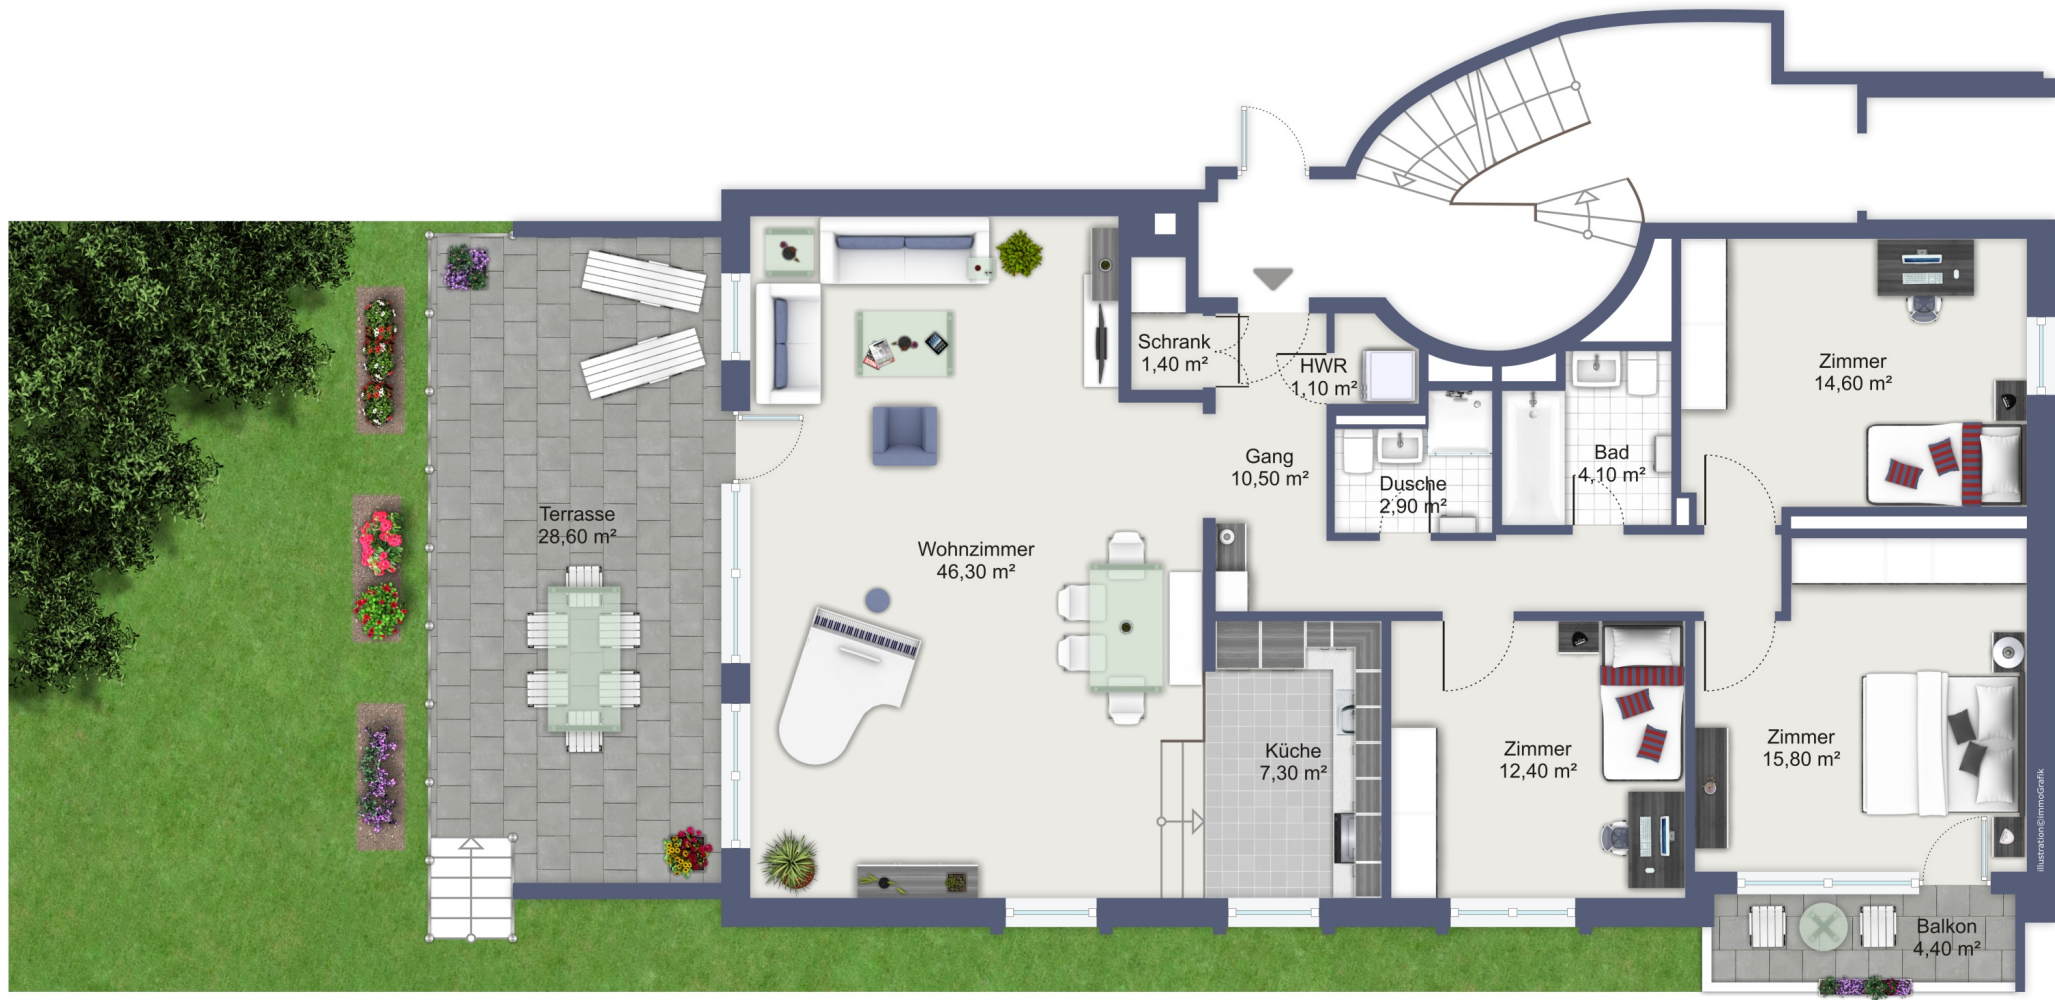 Schrank
1,40 m²
HWR
1,10 m²
Zimmer
14,60 m²
Gang
10,50 m²
Dusche
2,90 m²
Bad
4,10 m²
Terrasse
28,60 m²
Wohnzimmer
46,30 m²
Küche
7,30 m²
Zimmer
12,40 m²
Zimmer
15,80 m²
Balkon
4,40 m²
illustration©immoGrafik